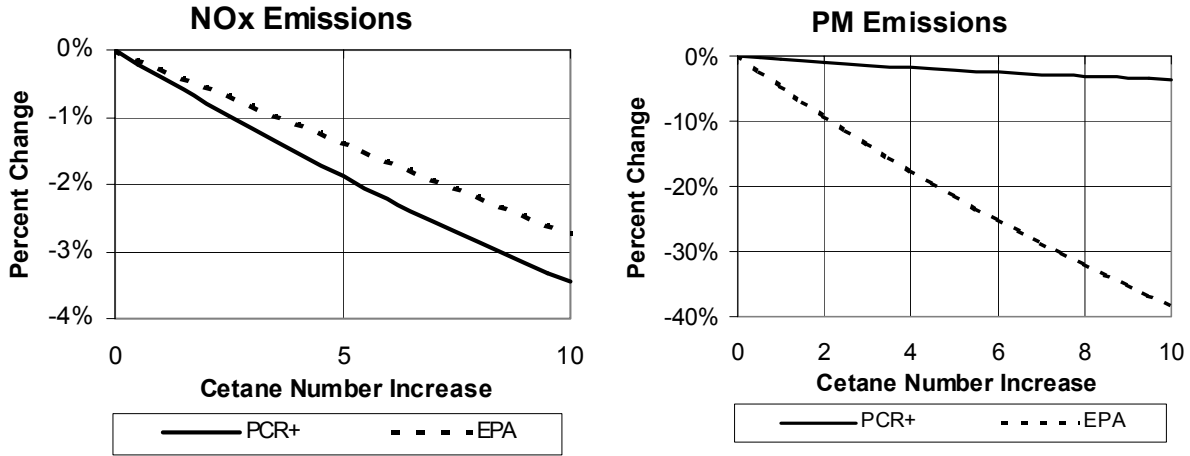 NOx Emissions
Percent Change
0%
-1%
-2%
-3%
-4%
0 5 10
Cetane Number Increase
PCR+ EPA
PM Emissions
Percent Change
0%
-10%
-20%
-30%
-40%
0 2 4 6 8 10
Cetane Number Increase
PCR+ EPA